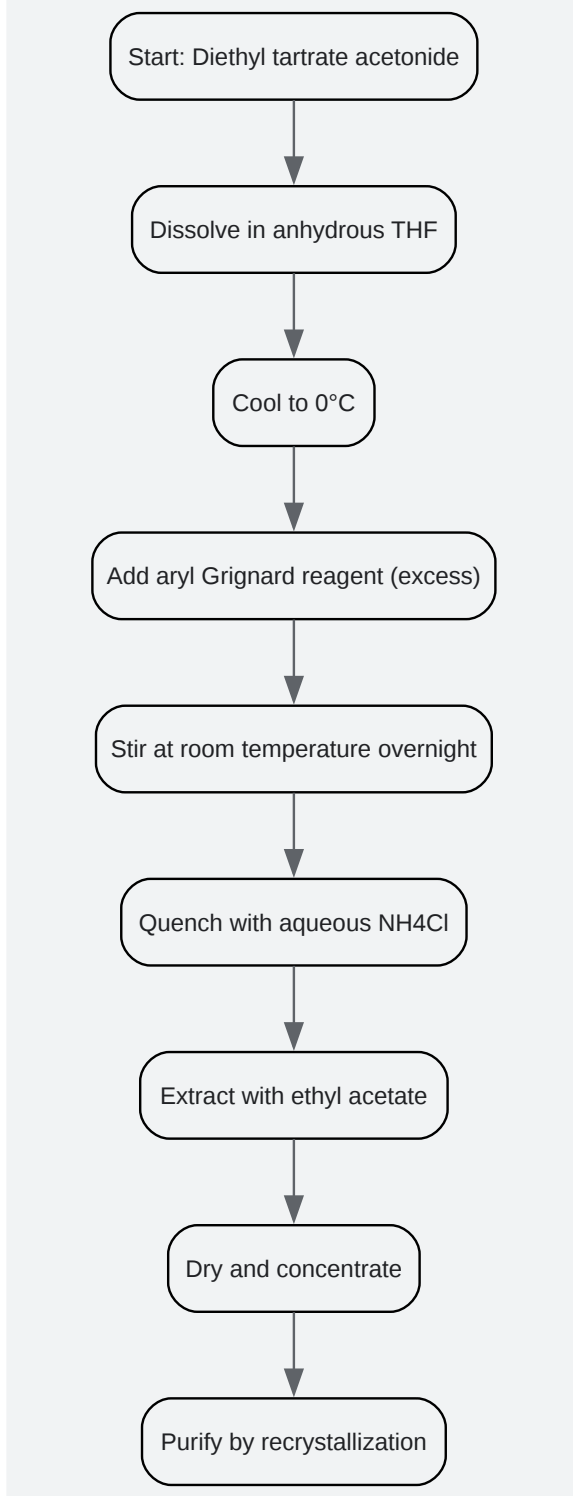 Start: Diethyl tartrate acetonide
Dissolve in anhydrous THF
Cool to 0°C
Add aryl Grignard reagent (excess)
Stir at room temperature overnight
Quench with aqueous NH4Cl
Extract with ethyl acetate
Dry and concentrate
Purify by recrystallization